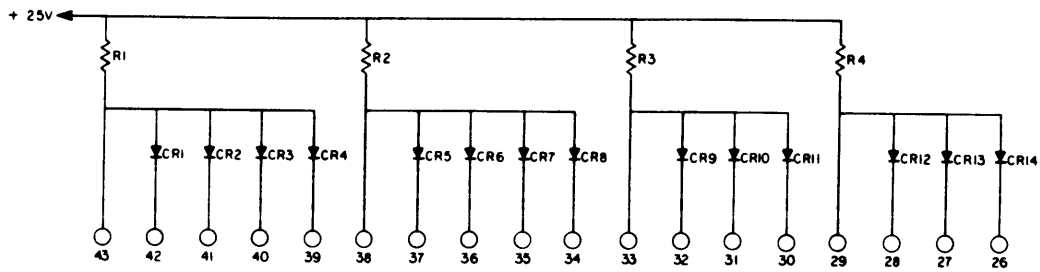 + 25V
R1 R2 R3 R4
CR1 CR2 CR3 CR4 CR5 CR6 CR7 CR8 CR9 CR10 CR11 CR12 CR13 CR14
43 42 41 40 39 38 37 36 35 34 33 32 31 30 29 28 27 26